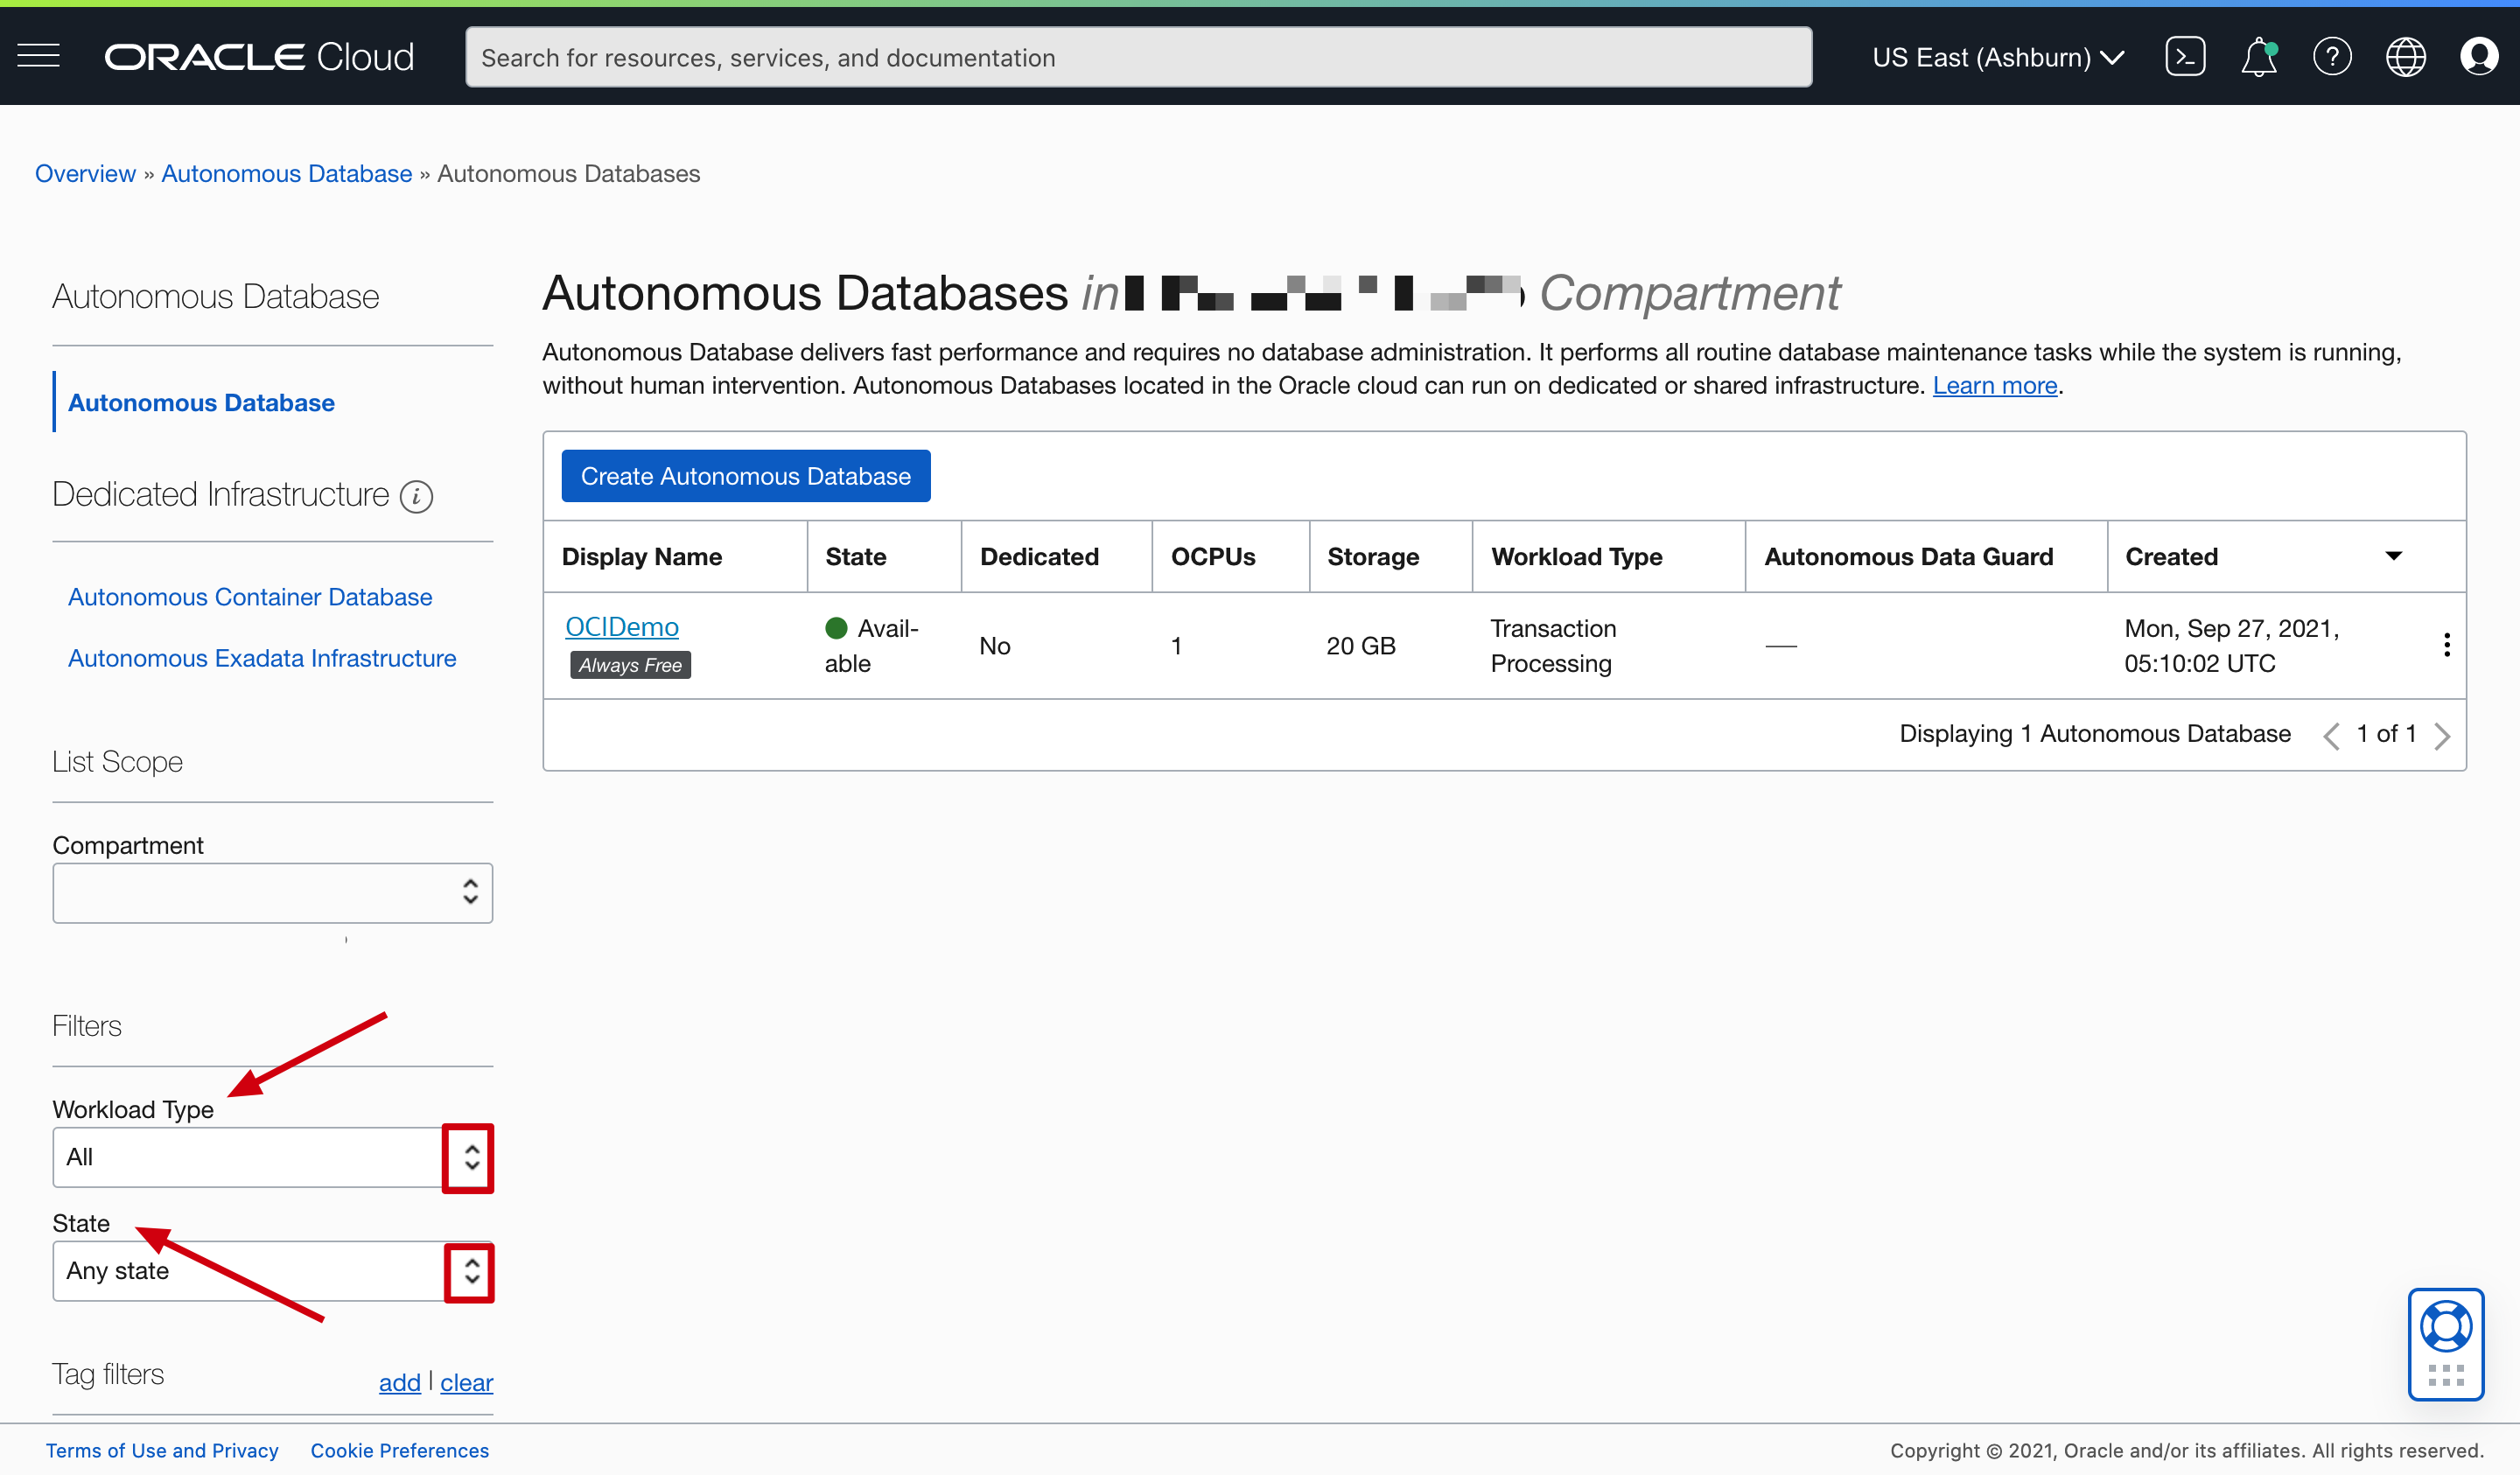 ORACLE Cloud
Search for resources, services, and documentation
US East (Ashburn)
Overview » Autonomous Database » Autonomous Databases
Autonomous Database
Autonomous Database
Dedicated Infrastructure
Autonomous Container Database
Autonomous Exadata Infrastructure
List Scope
Compartment
Filters
Workload Type
All
State
Any state
Tag filters
add | clear
Autonomous Databases in Compartment
Autonomous Database delivers fast performance and requires no database administration. It performs all routine database maintenance tasks while the system is running,
without human intervention. Autonomous Databases located in the Oracle cloud can run on dedicated or shared infrastructure. Learn more.
Create Autonomous Database
Display Name State Dedicated OCPUs Storage Workload Type Autonomous Data Guard Created
OCIDemo Avail- Transaction Mon, Sep 27, 2021,
Always Free able No 1 20 GB Processing — 05:10:02 UTC
Displaying 1 Autonomous Database 1 of 1
Terms of Use and Privacy Cookie Preferences
Copyright © 2021, Oracle and/or its affiliates. All rights reserved.